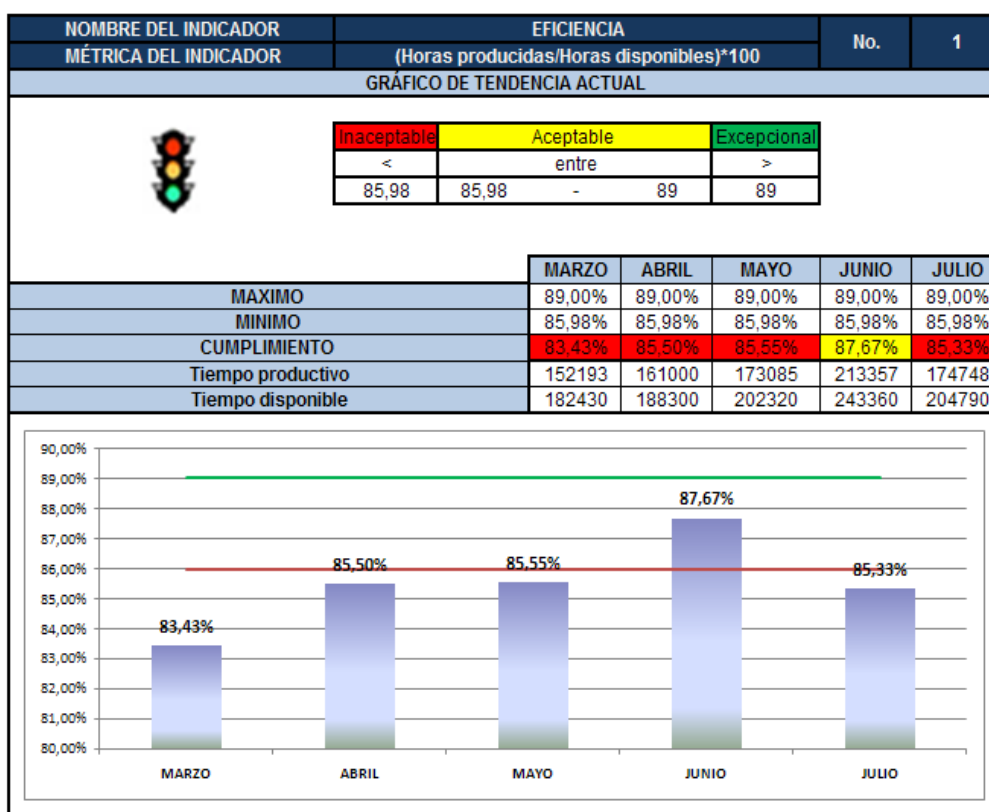 NOMBRE DEL INDICADOR EFICIENCIA No. 1
MÉTRICA DEL INDICADOR (Horas producidas/Horas disponibles)*100
GRÁFICO DE TENDENCIA ACTUAL
Inaceptable Aceptable Excepcional
< entre >
85,98 85,98 - 89 89
MARZO ABRIL MAYO JUNIO JULIO
MAXIMO 89,00% 89,00% 89,00% 89,00% 89,00%
MINIMO 85,98% 85,98% 85,98% 85,98% 85,98%
CUMPLIMIENTO 83,43% 85,50% 85,55% 87,67% 85,33%
Tiempo productivo 152193 161000 173085 213357 174748
Tiempo disponible 182430 188300 202320 243360 204790
90,00%
89,00%
88,00%
87,67%
87,00%
86,00%
85,50% 85,55% 85,33%
85,00%
84,00%
83,43%
83,00%
82,00%
81,00%
80,00%
MARZO ABRIL MAYO JUNIO JULIO